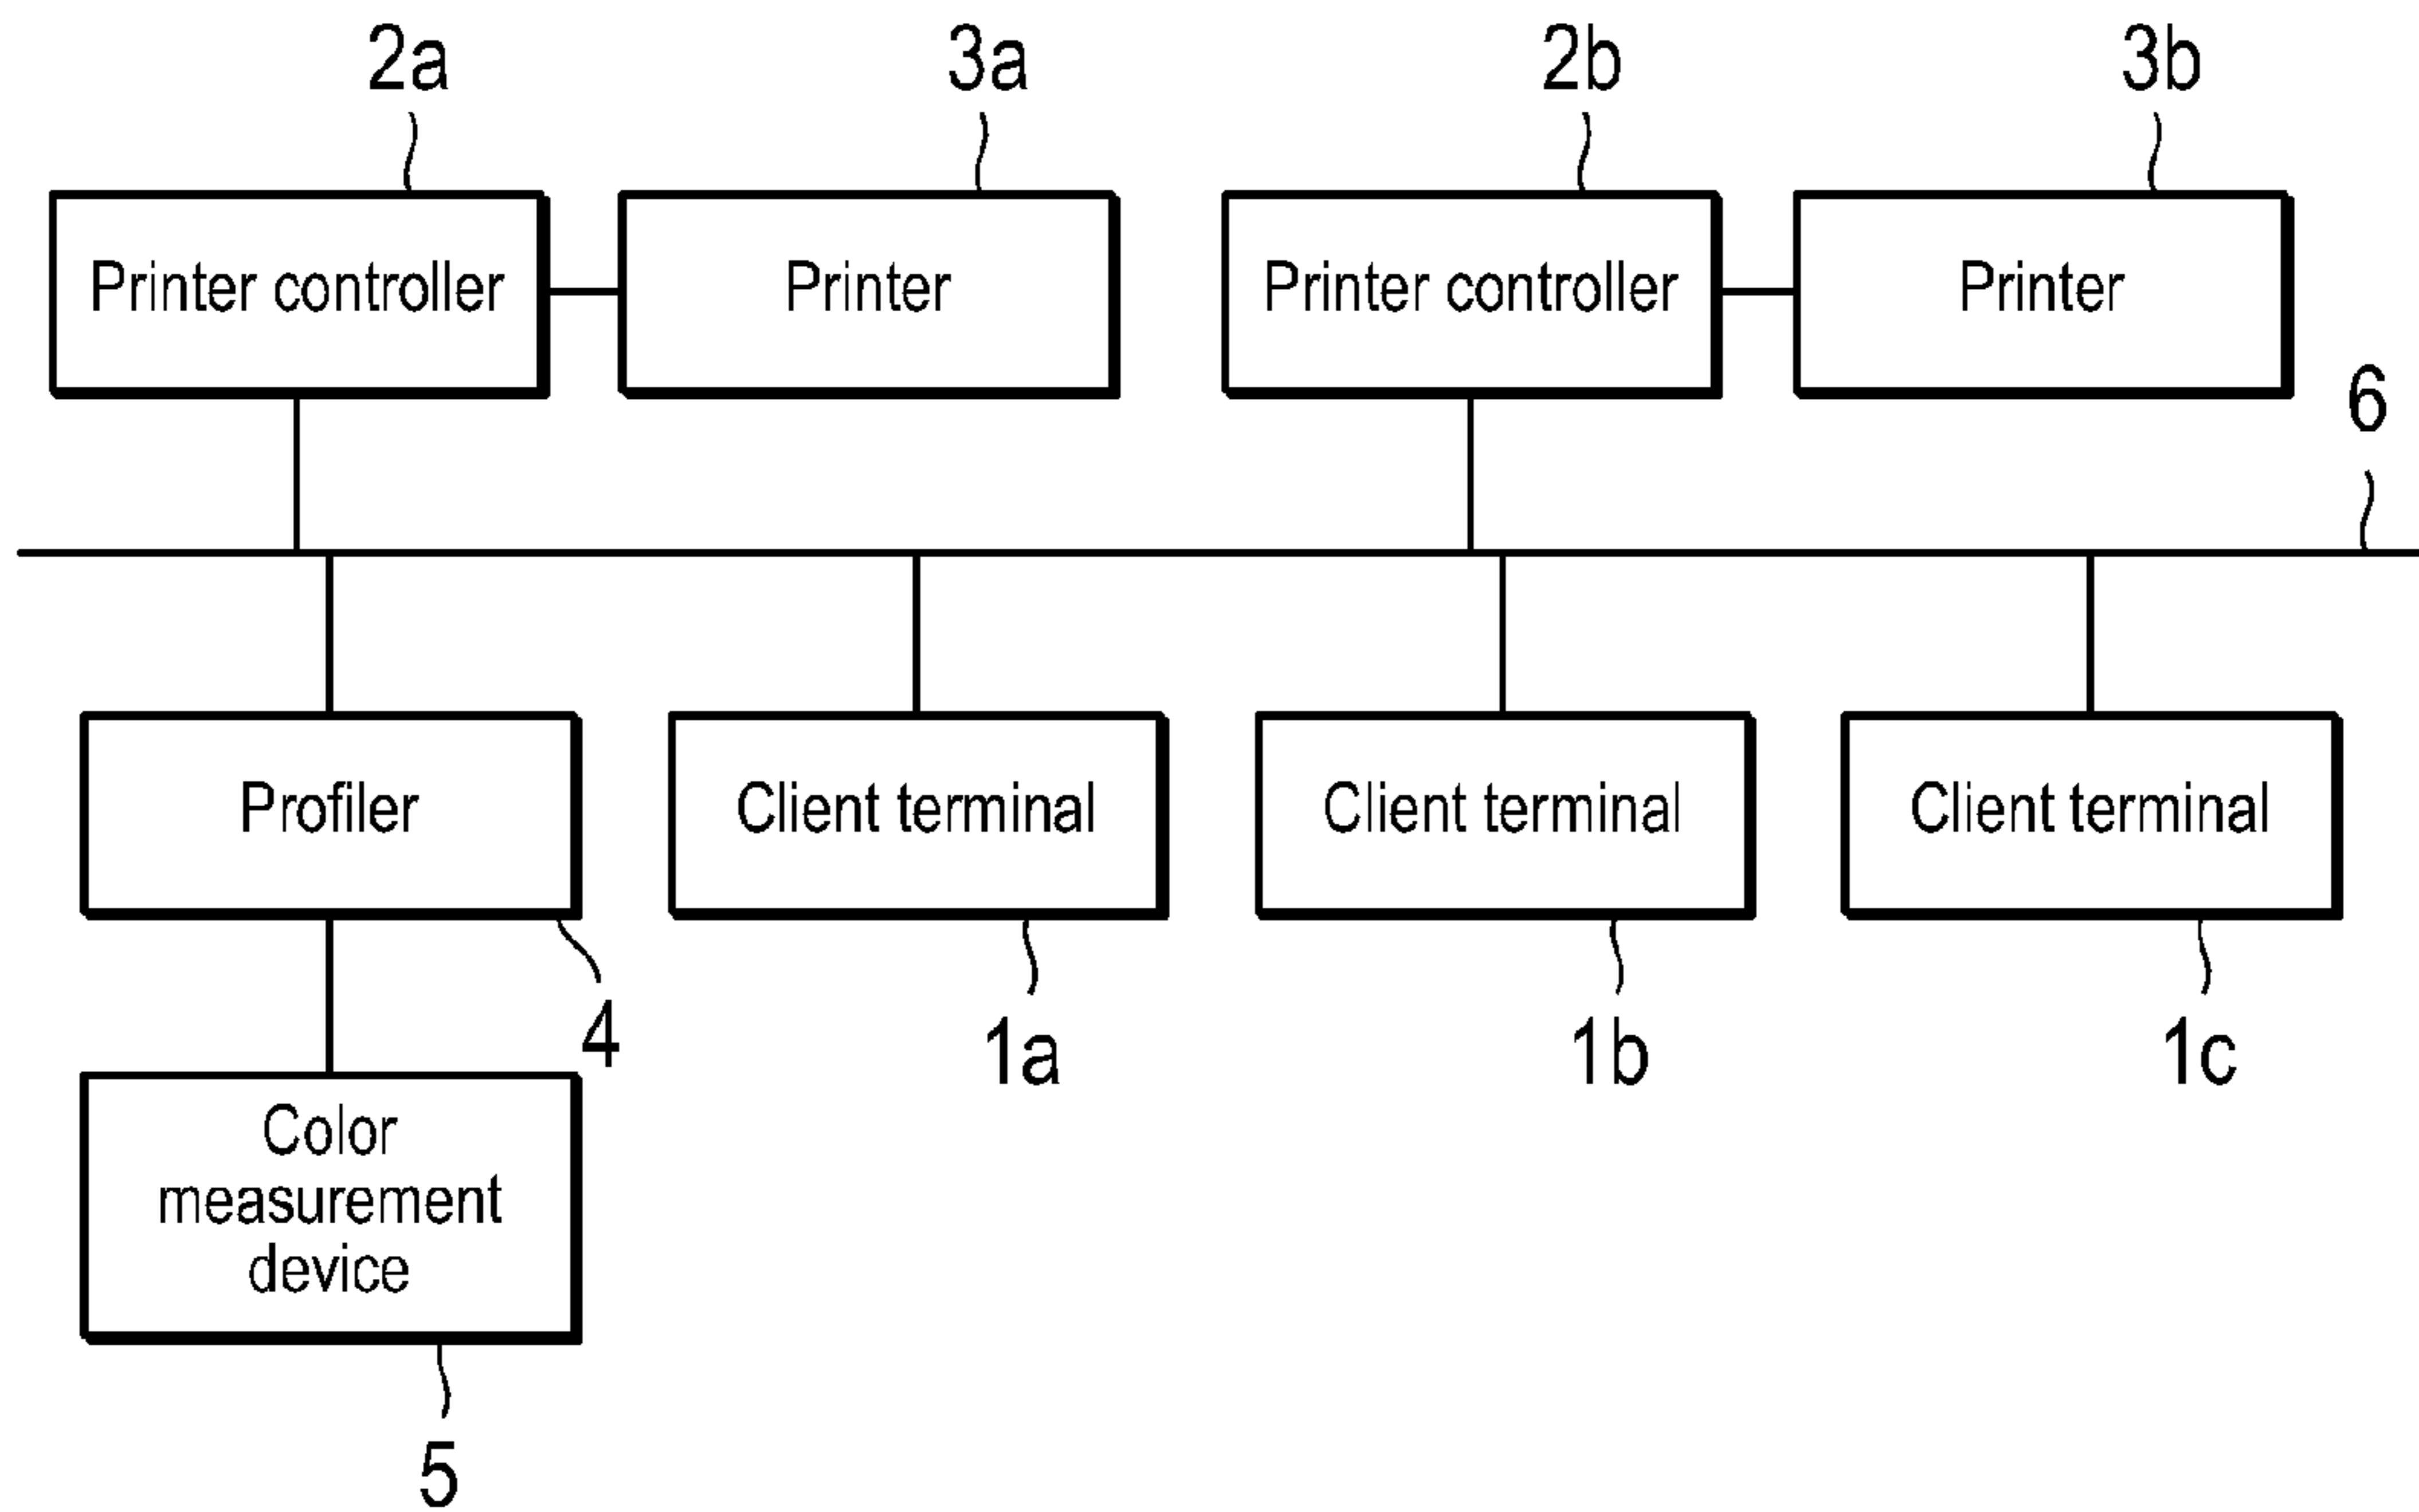 2a
3a
2b
3b
Printer controller
Printer
Printer controller
Printer
6
Profiler
Client terminal
Client terminal
Client terminal
4
1a
1b
1c
Color
measurement
device
5